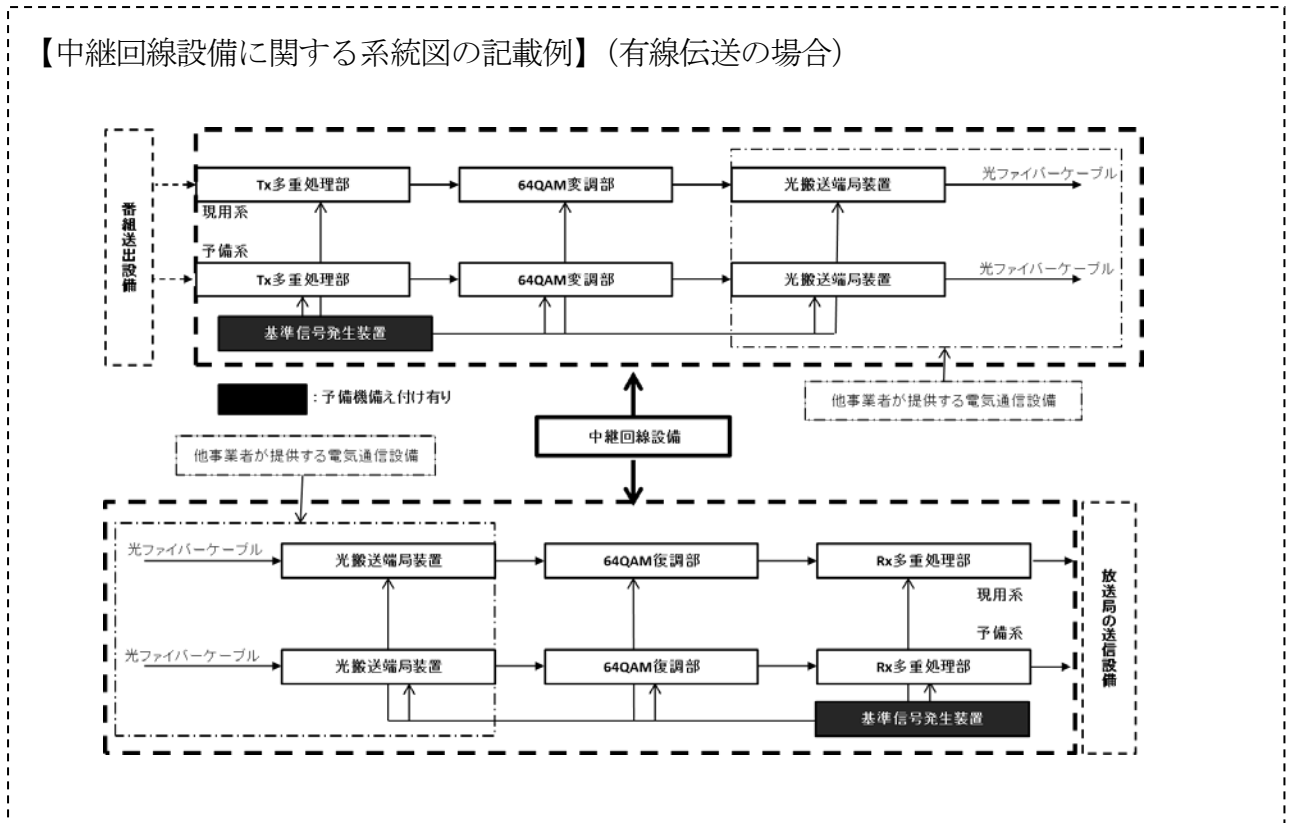 【中継回線設備に関する系統図の記載例】（有線伝送の場合）
番組送出設備
Tx多重処理部
64QAM変調部
光搬送端局装置
光ファイバーケーブル
現用系
予備系
Tx多重処理部
64QAM変調部
光搬送端局装置
光ファイバーケーブル
基準信号発生装置
：予備機備え付け有り
他事業者が提供する電気通信設備
中継回線設備
他事業者が提供する電気通信設備
光ファイバーケーブル
光搬送端局装置
64QAM復調部
Rx多重処理部
現用系
予備系
光ファイバーケーブル
光搬送端局装置
64QAM復調部
Rx多重処理部
基準信号発生装置
放送局の送信設備